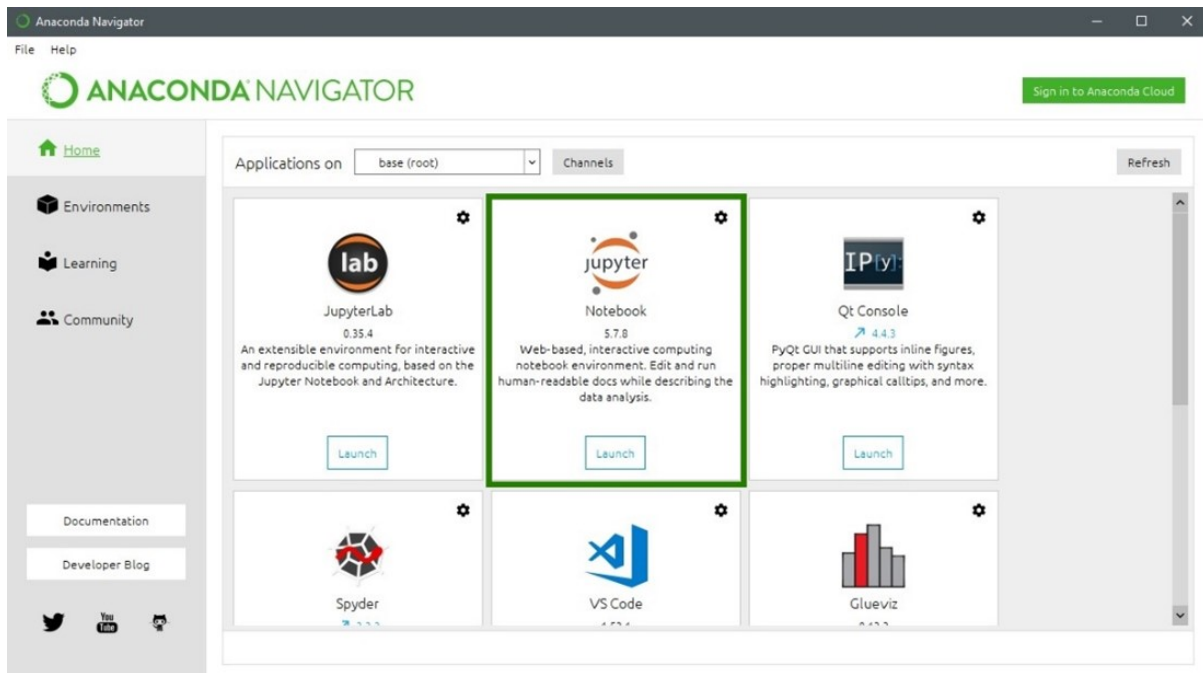 Anaconda Navigator
File Help
ANACONDA NAVIGATOR
Sign in to Anaconda Cloud
Home
Environments
Learning
Community
Documentation
Developer Blog
You
Tube
Applications on base (root) Channels Refresh
lab
JupyterLab
0.35.4
An extensible environment for interactive
and reproducible computing, based on the
Jupyter Notebook and Architecture.
Launch
jupyter
Notebook
5.7.8
Web-based, interactive computing
notebook environment. Edit and run
human-readable docs while describing the
data analysis.
Launch
IP[y]:
Qt Console
4.4.3
PyQt GUI that supports inline figures,
proper multiline editing with syntax
highlighting, graphical calltips, and more.
Launch
Spyder
VS Code
Glueviz